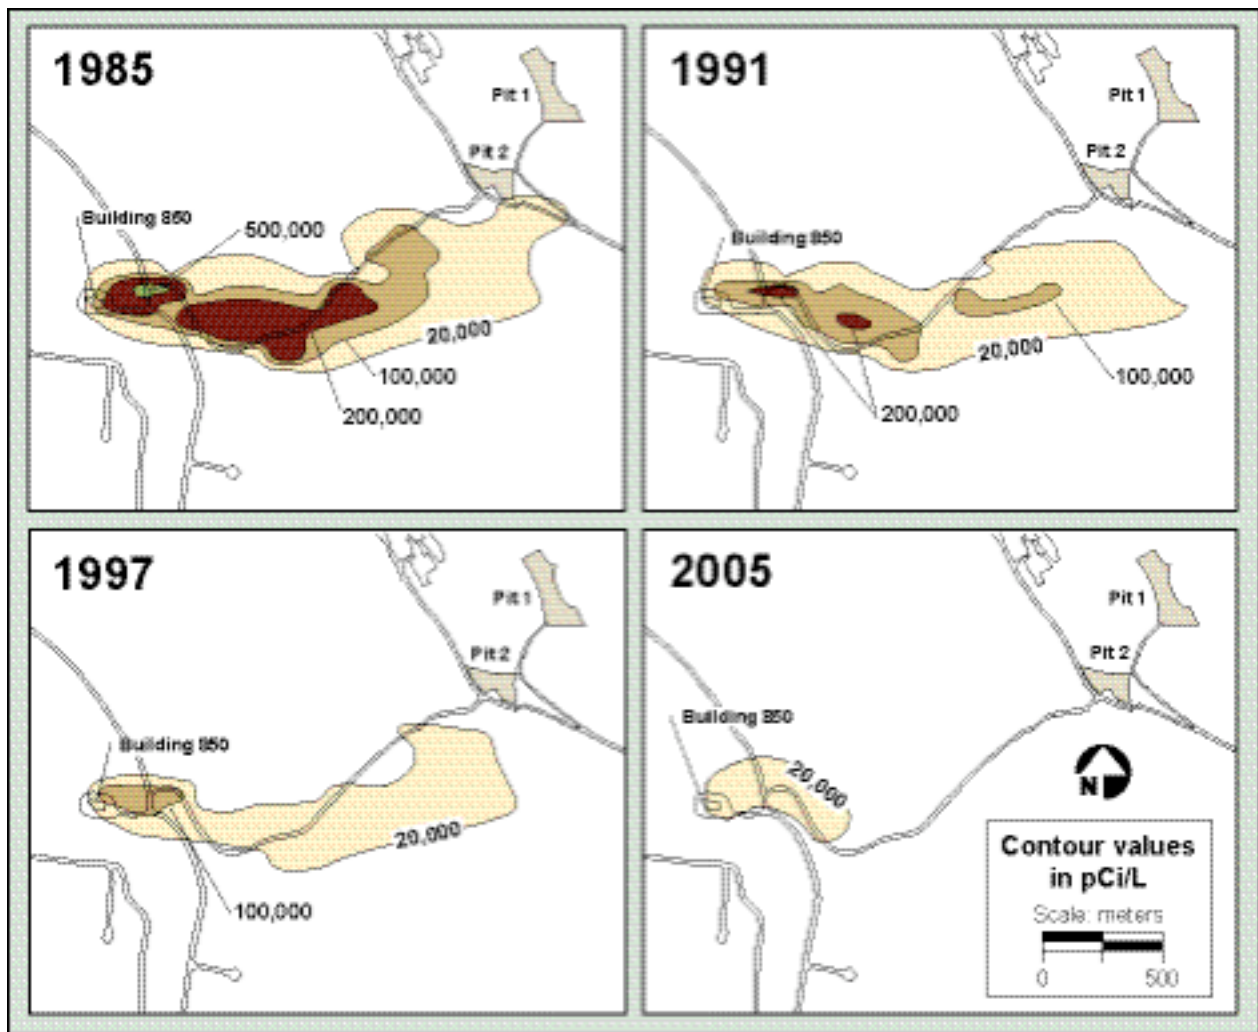 1985
Pit 1
Pit 2
Building 850
500,000
20,000
100,000
200,000
1991
Pit 1
Pit 2
Building 850
20,000
100,000
200,000
1997
Pit 1
Pit 2
Building 850
20,000
100,000
2005
Pit 1
Pit 2
Building 850
20,000
N
Contour values
in pCi/L
Scale: meters
0 500